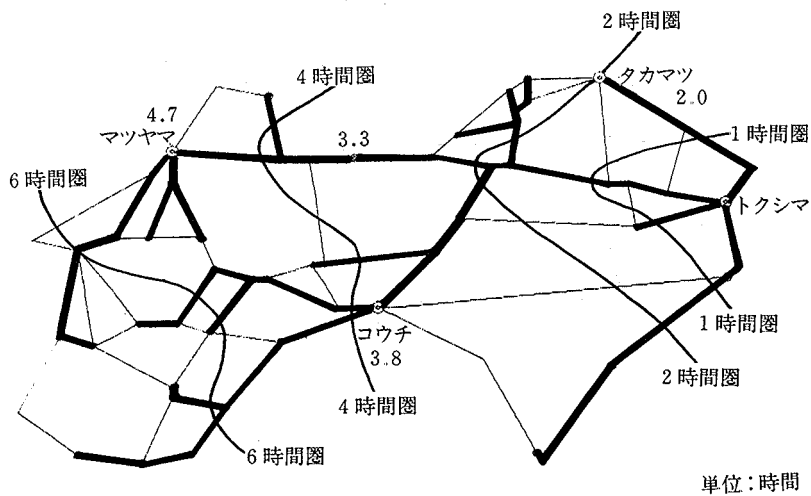 2時間圏
4時間圏
タカマツ
2.0
4.7
マツヤマ
3.3
1時間圏
6時間圏
トクシマ
コウチ
3.8
1時間圏
2時間圏
4時間圏
6時間圏
単位:時間